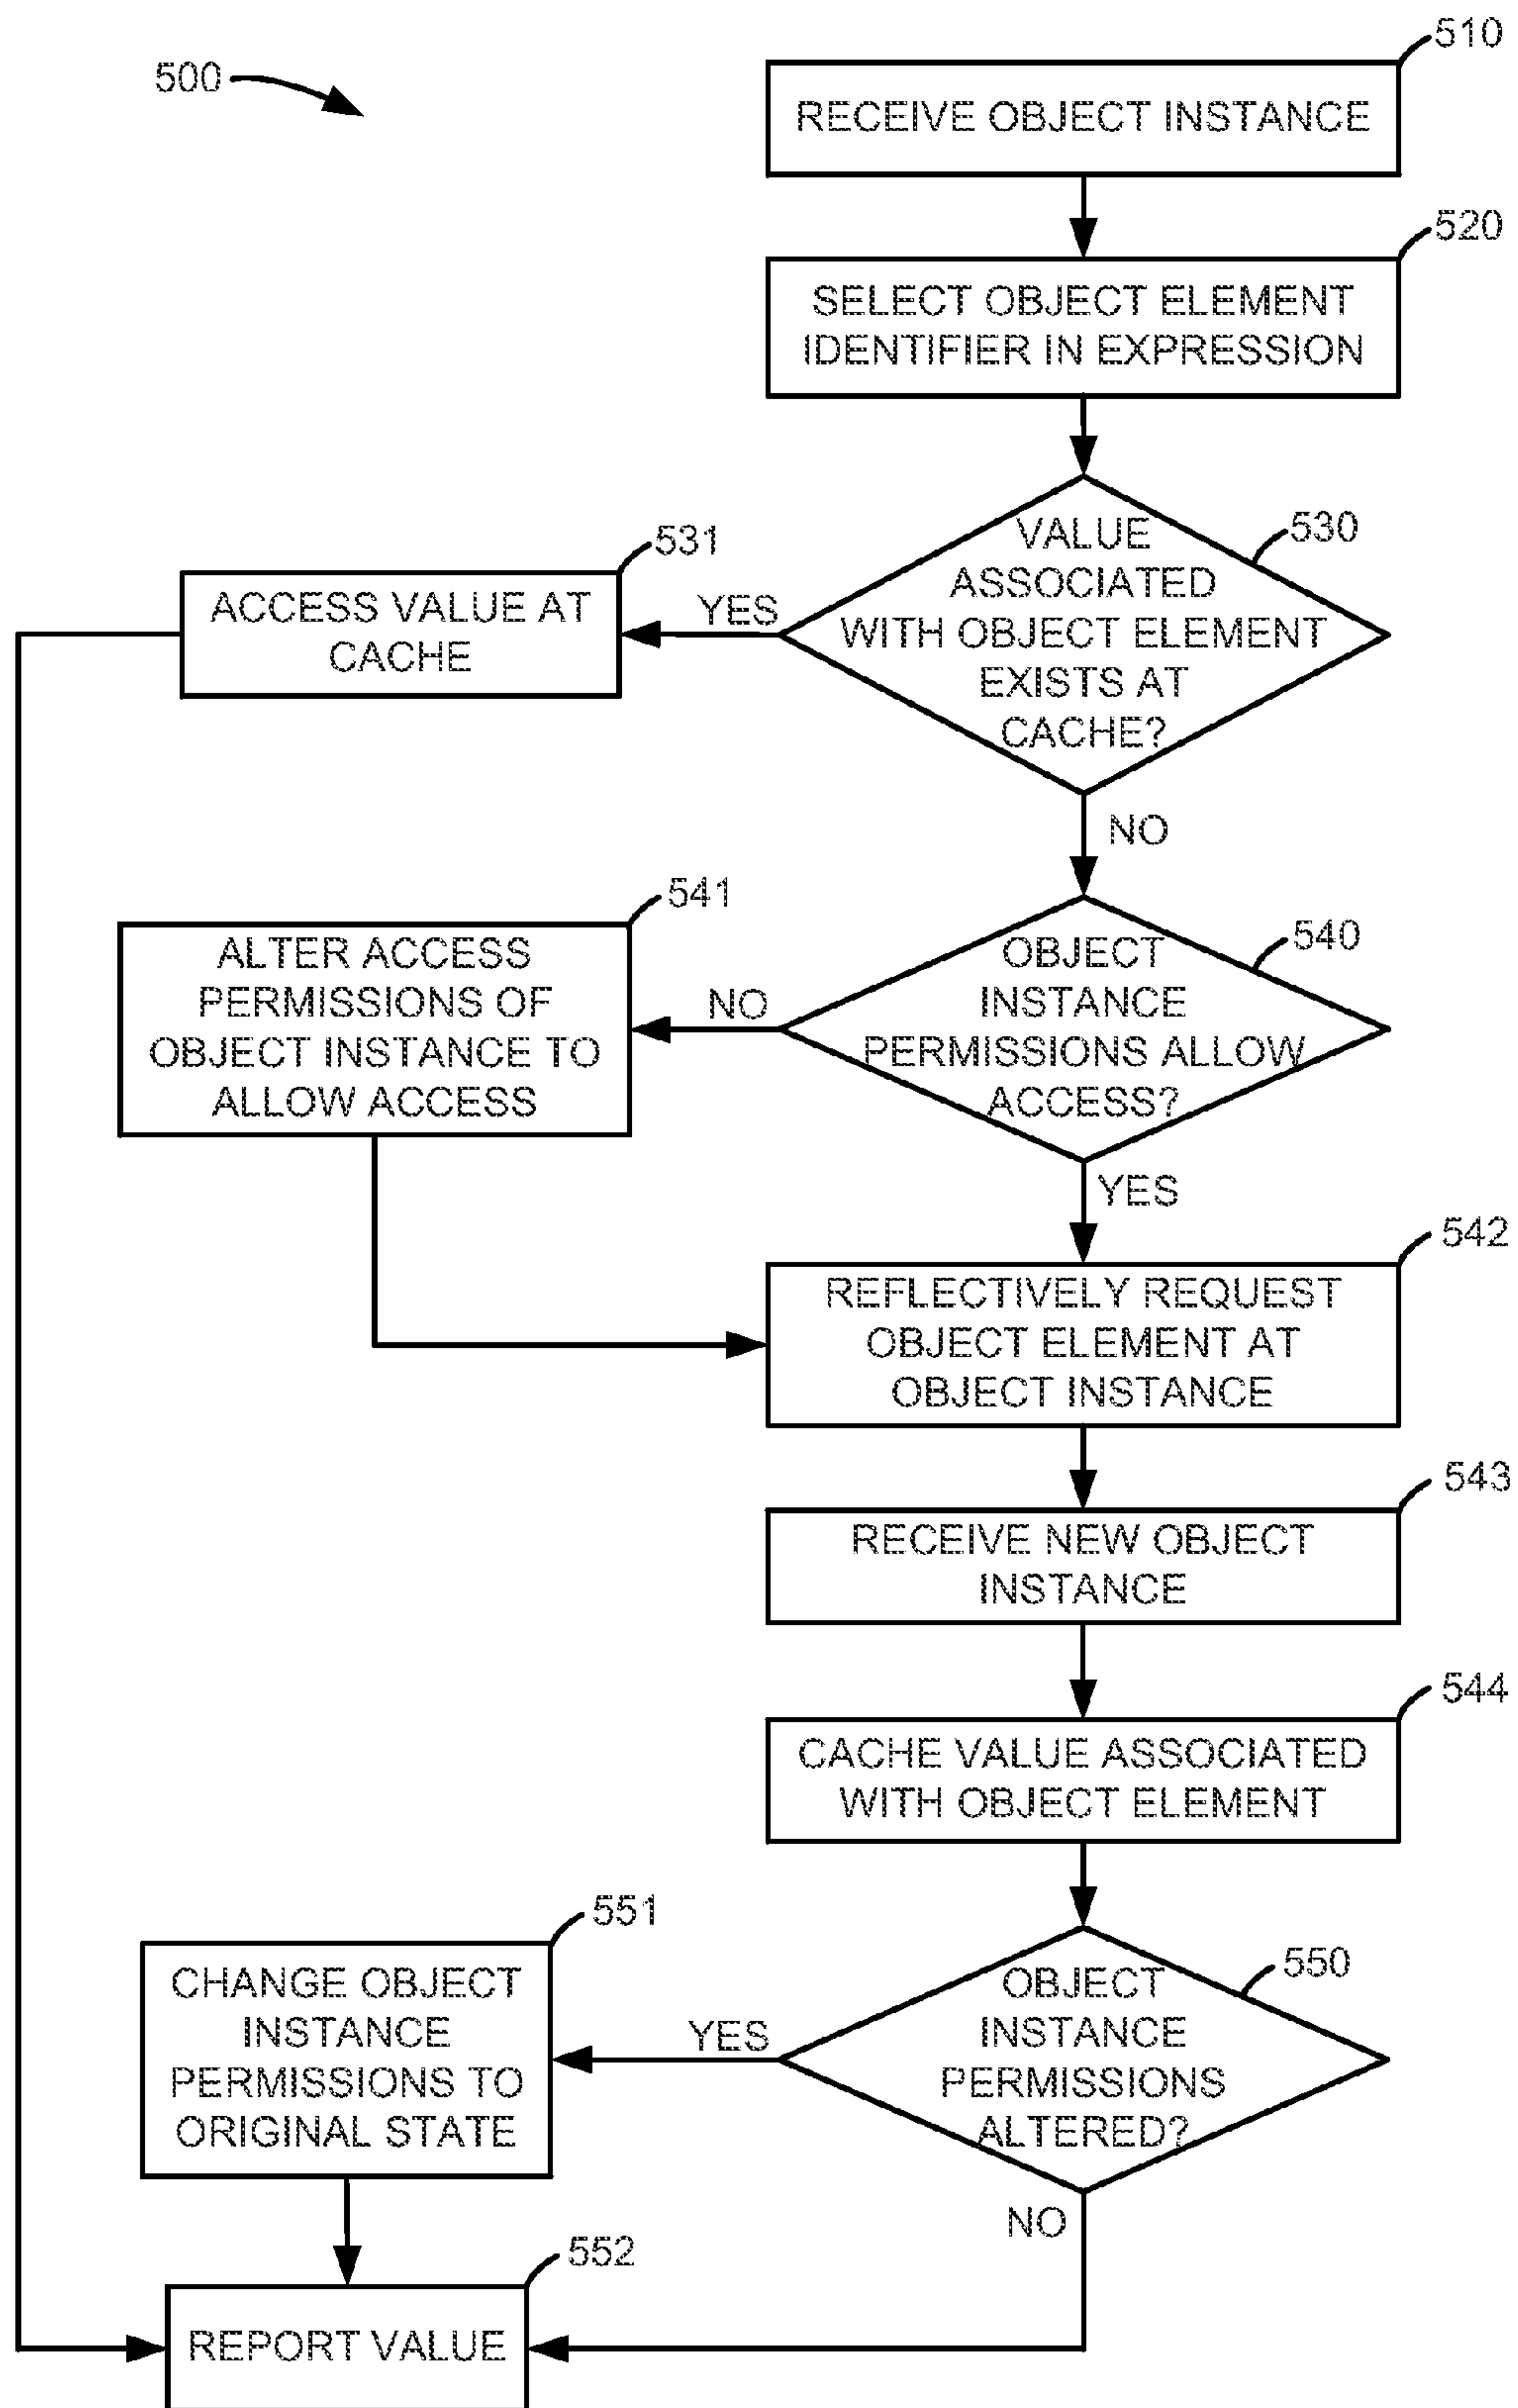 500
510
RECEIVE OBJECT INSTANCE
520
SELECT OBJECT ELEMENT
IDENTIFIER IN EXPRESSION
530
VALUE
ASSOCIATED
WITH OBJECT ELEMENT
EXISTS AT
CACHE?
YES
531
ACCESS VALUE AT
CACHE
NO
540
OBJECT
INSTANCE
PERMISSIONS ALLOW
ACCESS?
NO
541
ALTER ACCESS
PERMISSIONS OF
OBJECT INSTANCE TO
ALLOW ACCESS
YES
542
REFLECTIVELY REQUEST
OBJECT ELEMENT AT
OBJECT INSTANCE
543
RECEIVE NEW OBJECT
INSTANCE
544
CACHE VALUE ASSOCIATED
WITH OBJECT ELEMENT
550
OBJECT
INSTANCE
PERMISSIONS
ALTERED?
YES
551
CHANGE OBJECT
INSTANCE
PERMISSIONS TO
ORIGINAL STATE
NO
552
REPORT VALUE